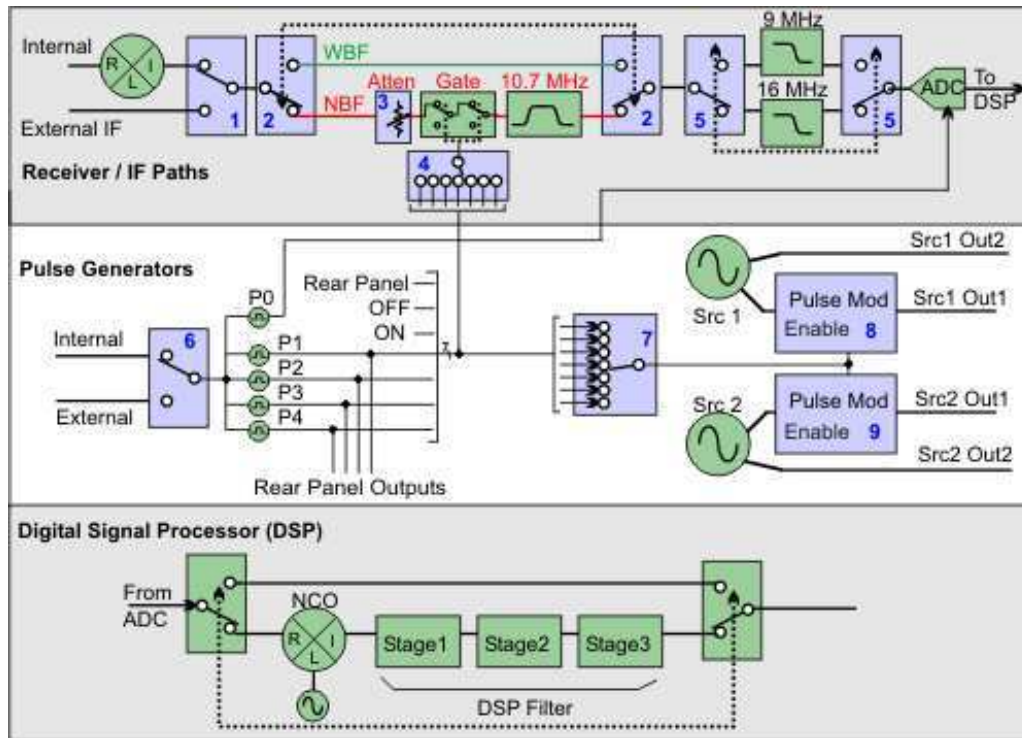 Internal
R
I
L
External IF
1
2
WBF
NBF
Atten
3
Gate
10.7 MHz
4
2
5
9 MHz
16 MHz
5
ADC
To
DSP
Receiver / IF Paths
Pulse Generators
Internal
External
6
P0
P1
P2
P3
P4
Rear Panel
OFF
ON
7
Rear Panel Outputs
7
Src 1
Src1 Out2
Pulse Mod
Enable 8
Src1 Out1
Src 2
Pulse Mod
Enable 9
Src2 Out1
Src2 Out2
Digital Signal Processor (DSP)
From
ADC
NCO
R
I
L
Stage1
Stage2
Stage3
DSP Filter